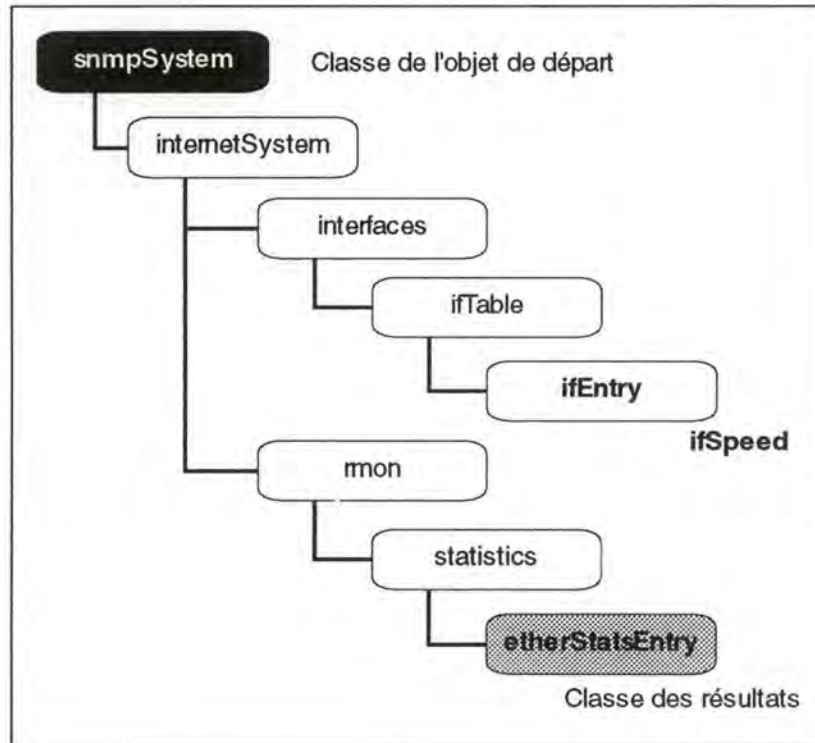 snmpSystem
Classe de l'objet de départ
internetSystem
interfaces
ifTable
ifEntry
ifSpeed
rmon
statistics
etherStatsEntry
Classe des résultats